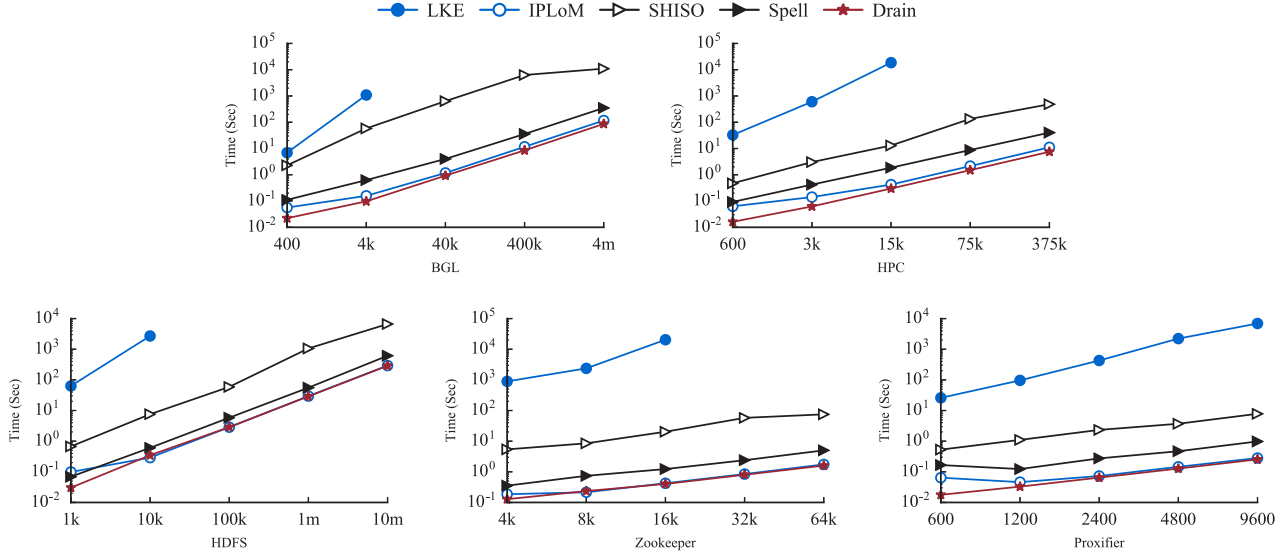 LKE IPLoM SHISO Spell Drain
Time (Sec)
10^5
10^4
10^3
10^2
10^1
10^0
10^-1
10^-2
400 4k 40k 400k 4m
BGL
Time (Sec)
10^5
10^4
10^3
10^2
10^1
10^0
10^-1
10^-2
600 3k 15k 75k 375k
HPC
Time (Sec)
10^4
10^3
10^2
10^1
10^0
10^-1
10^-2
1k 10k 100k 1m 10m
HDFS
Time (Sec)
10^5
10^4
10^3
10^2
10^1
10^0
10^-1
4k 8k 16k 32k 64k
Zookeeper
Time (Sec)
10^4
10^3
10^2
10^1
10^0
10^-1
10^-2
600 1200 2400 4800 9600
Proxifier